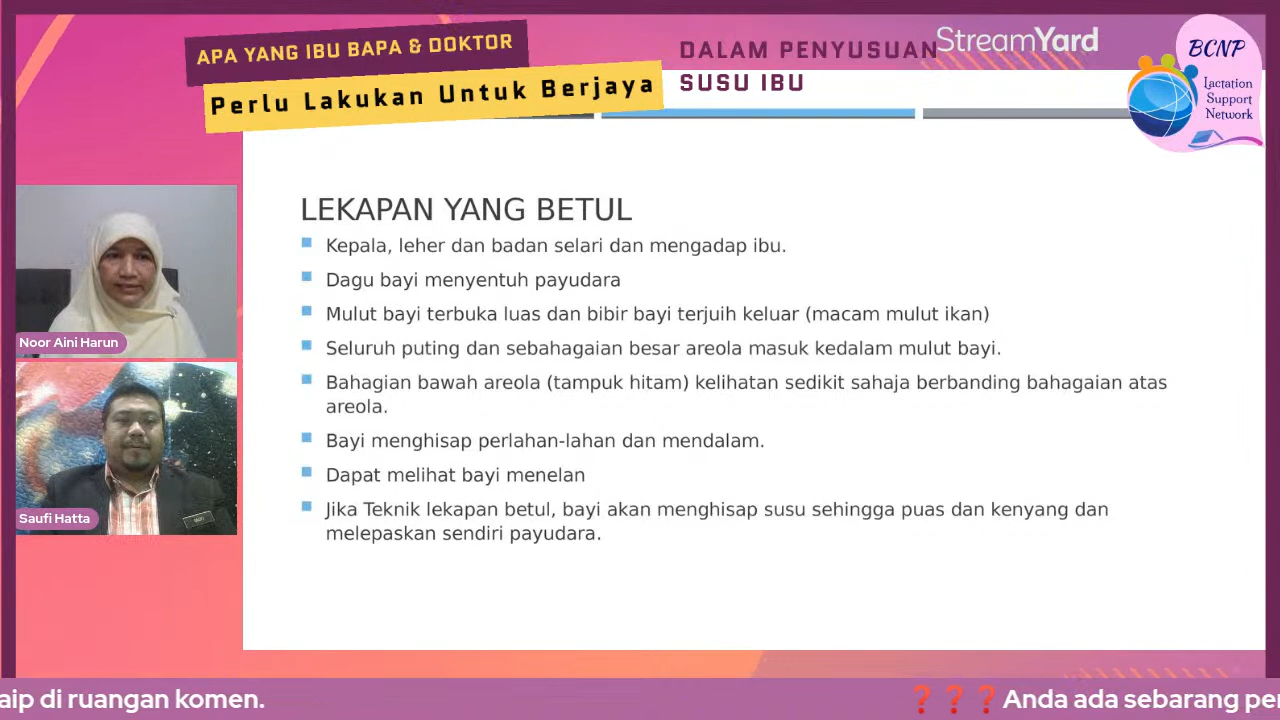 APA YANG IBU BAPA & DOKTOR
Perlu Lakukan Untuk Berjaya
DALAM PENYUSUAN
SUSU IBU
StreamYard
BCNP
Lactation
Support
Network
LEKAPAN YANG BETUL
Kepala, leher dan badan selari dan mengadap ibu.
Dagu bayi menyentuh payudara
Mulut bayi terbuka luas dan bibir bayi terjuih keluar (macam mulut ikan)
Seluruh puting dan sebahagaian besar areola masuk kedalam mulut bayi.
Bahagian bawah areola (tampuk hitam) kelihatan sedikit sahaja berbanding bahagaian atas
areola.
Bayi menghisap perlahan-lahan dan mendalam.
Dapat melihat bayi menelan
Jika Teknik lekapan betul, bayi akan menghisap susu sehingga puas dan kenyang dan
melepaskan sendiri payudara.
Noor Aini Harun
Saufi Hatta
aip di ruangan komen.
❓❓❓Anda ada sebarang per